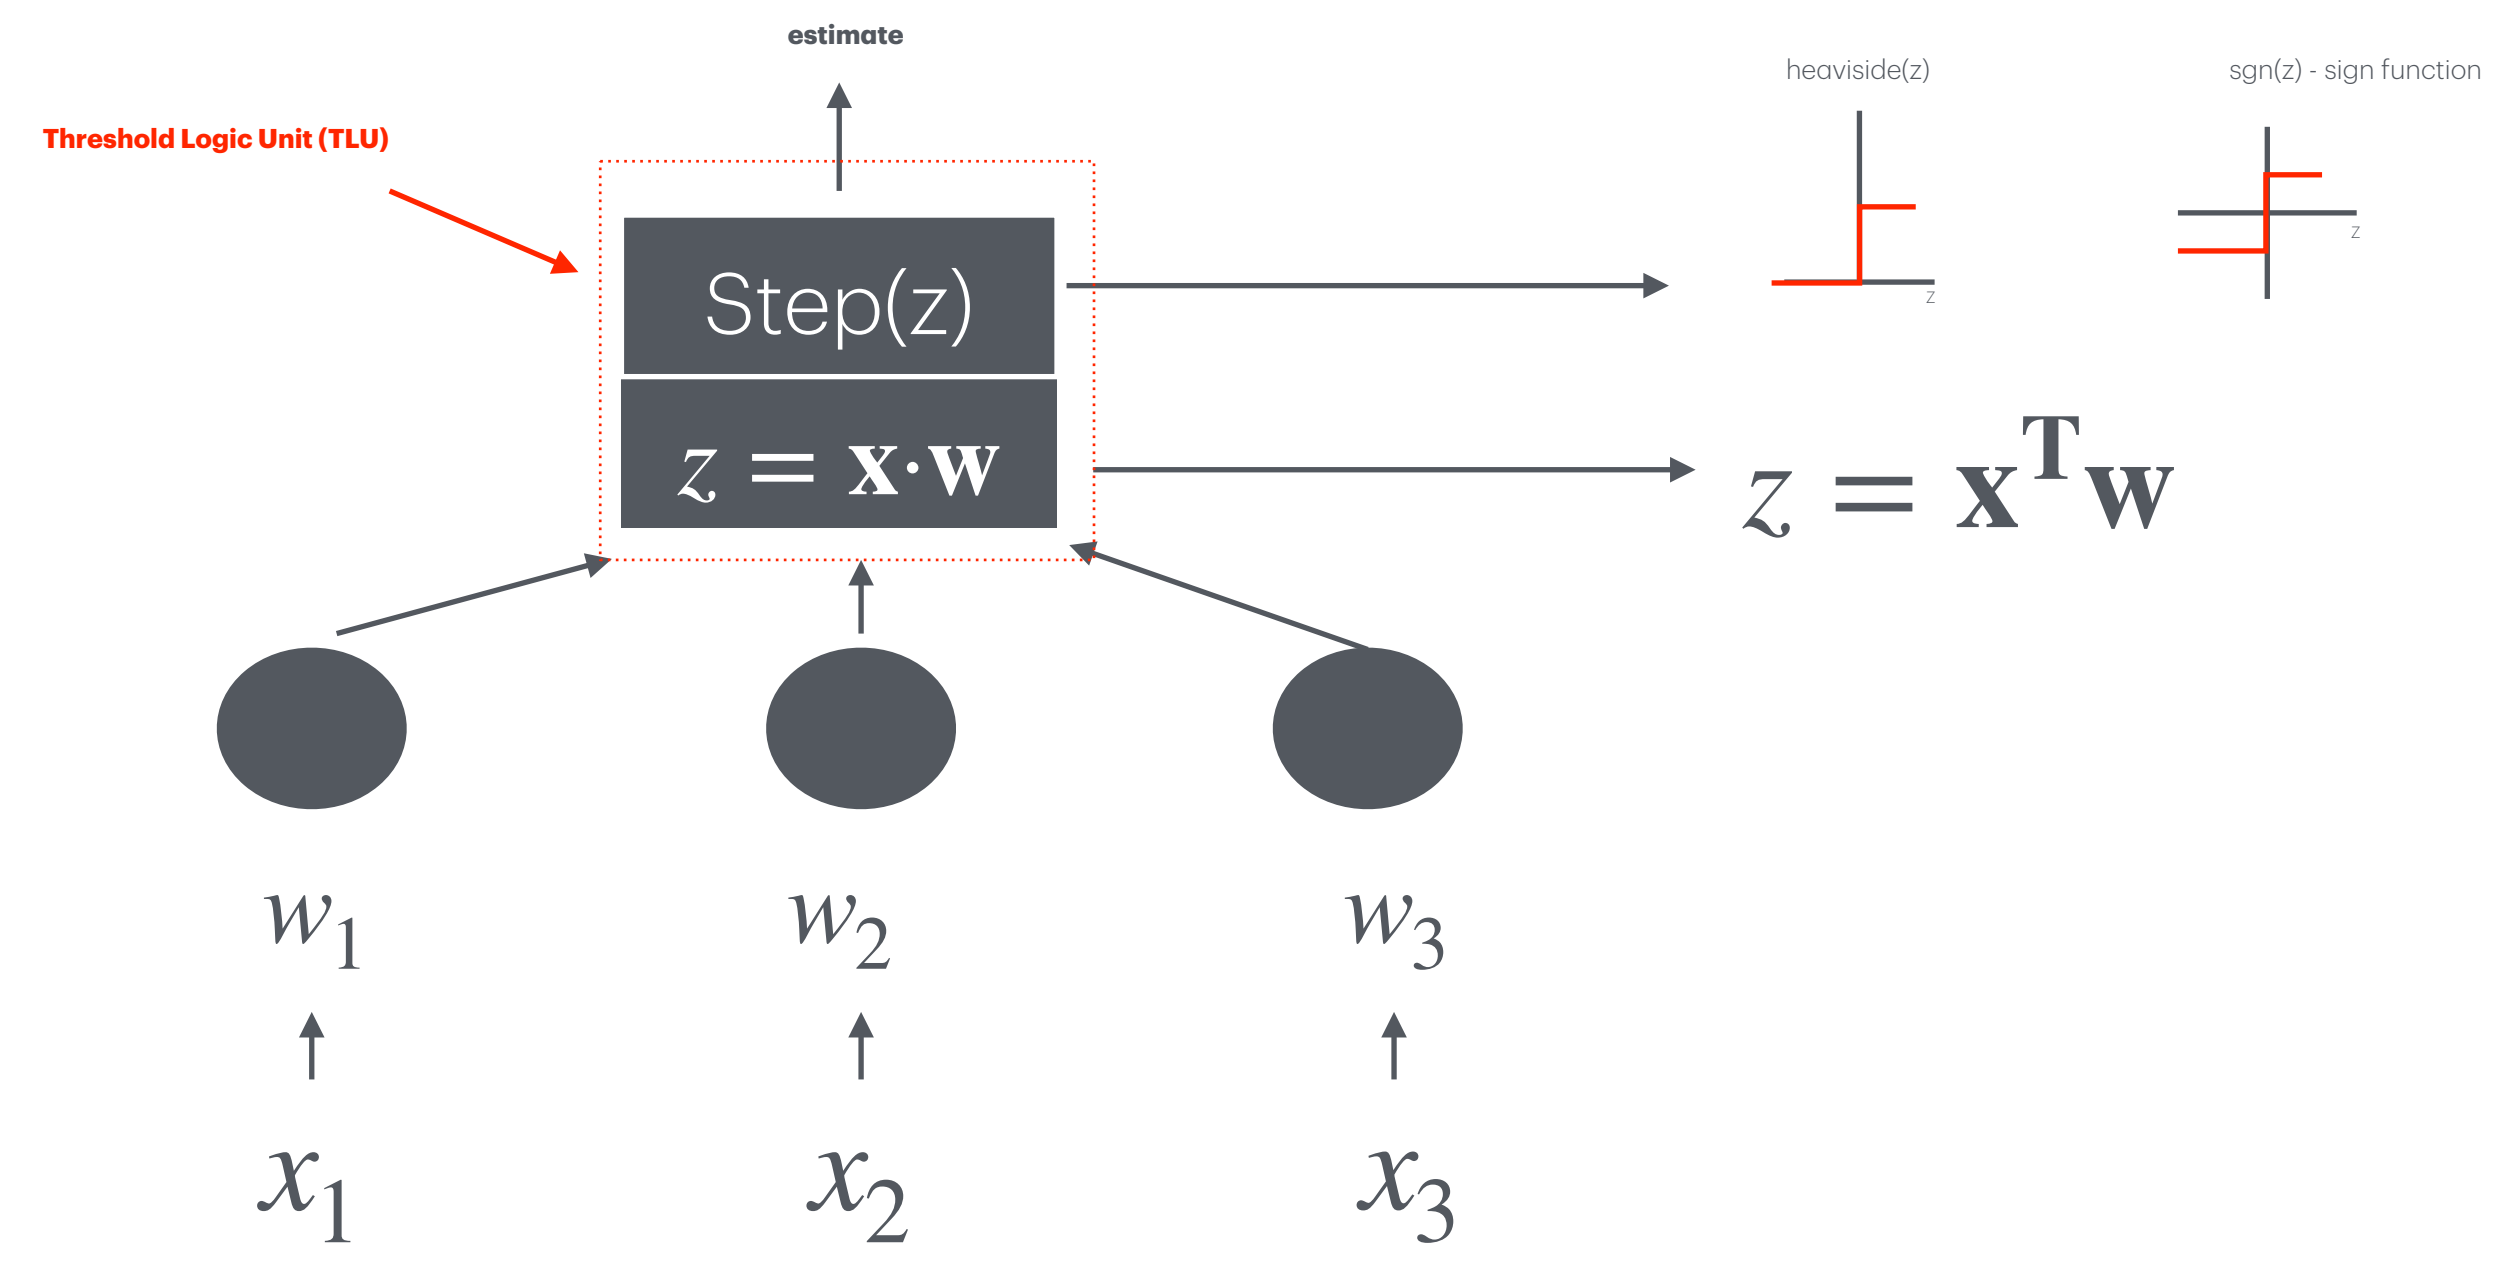 estimate
heaviside(z)
sgn(z) - sign function
Threshold Logic Unit (TLU)
z
z
Step(z)
z = x·w
z = xᵀw
w₁
w₂
w₃
x₁
x₂
x₃